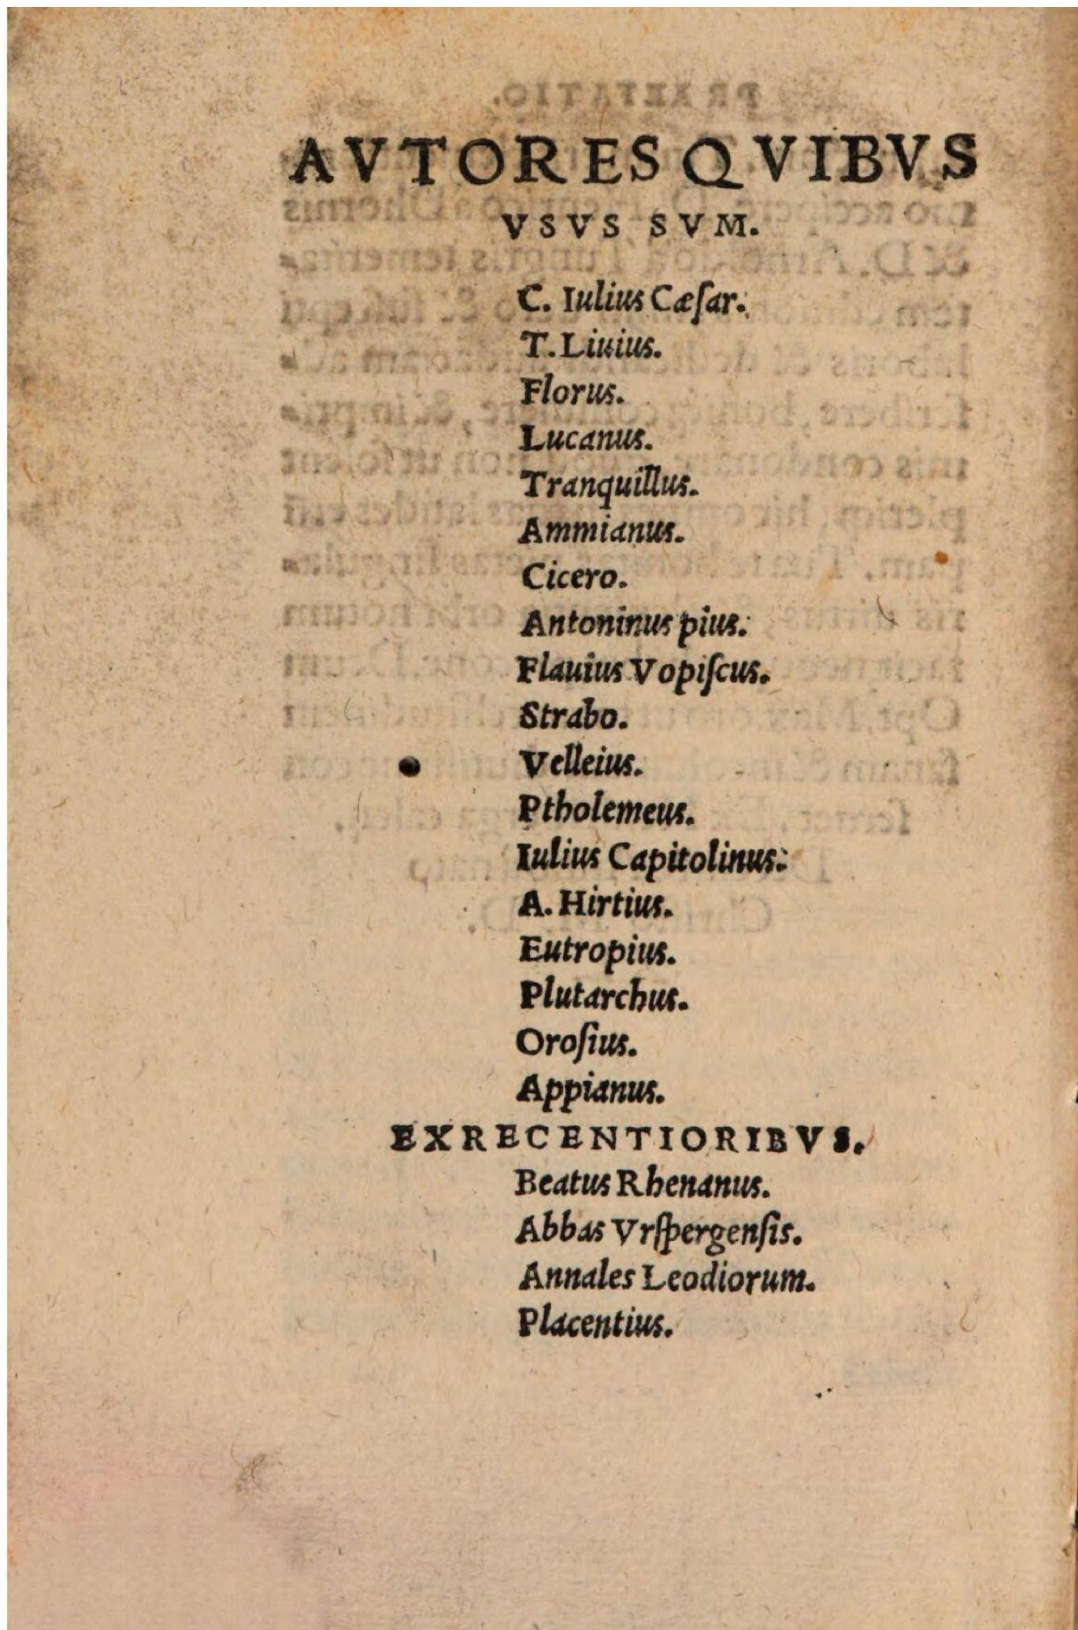 AVTORES QVIBVS
VSVS SVM.
C. Iulius Cæſar.
T. Liuius.
Florus.
Lucanus.
Tranquillus.
Ammianus.
Cicero.
Antoninus pius.
Flauius Vopiſcus.
Strabo.
Velleius.
Ptholemeus.
Iulius Capitolinus.
A. Hirtius.
Eutropius.
Plutarchus.
Oroſius.
Appianus.
EX RECENTIORIBVS.
Beatus Rhenanus.
Abbas Vrſpergenſis.
Annales Leodiorum.
Placentius.